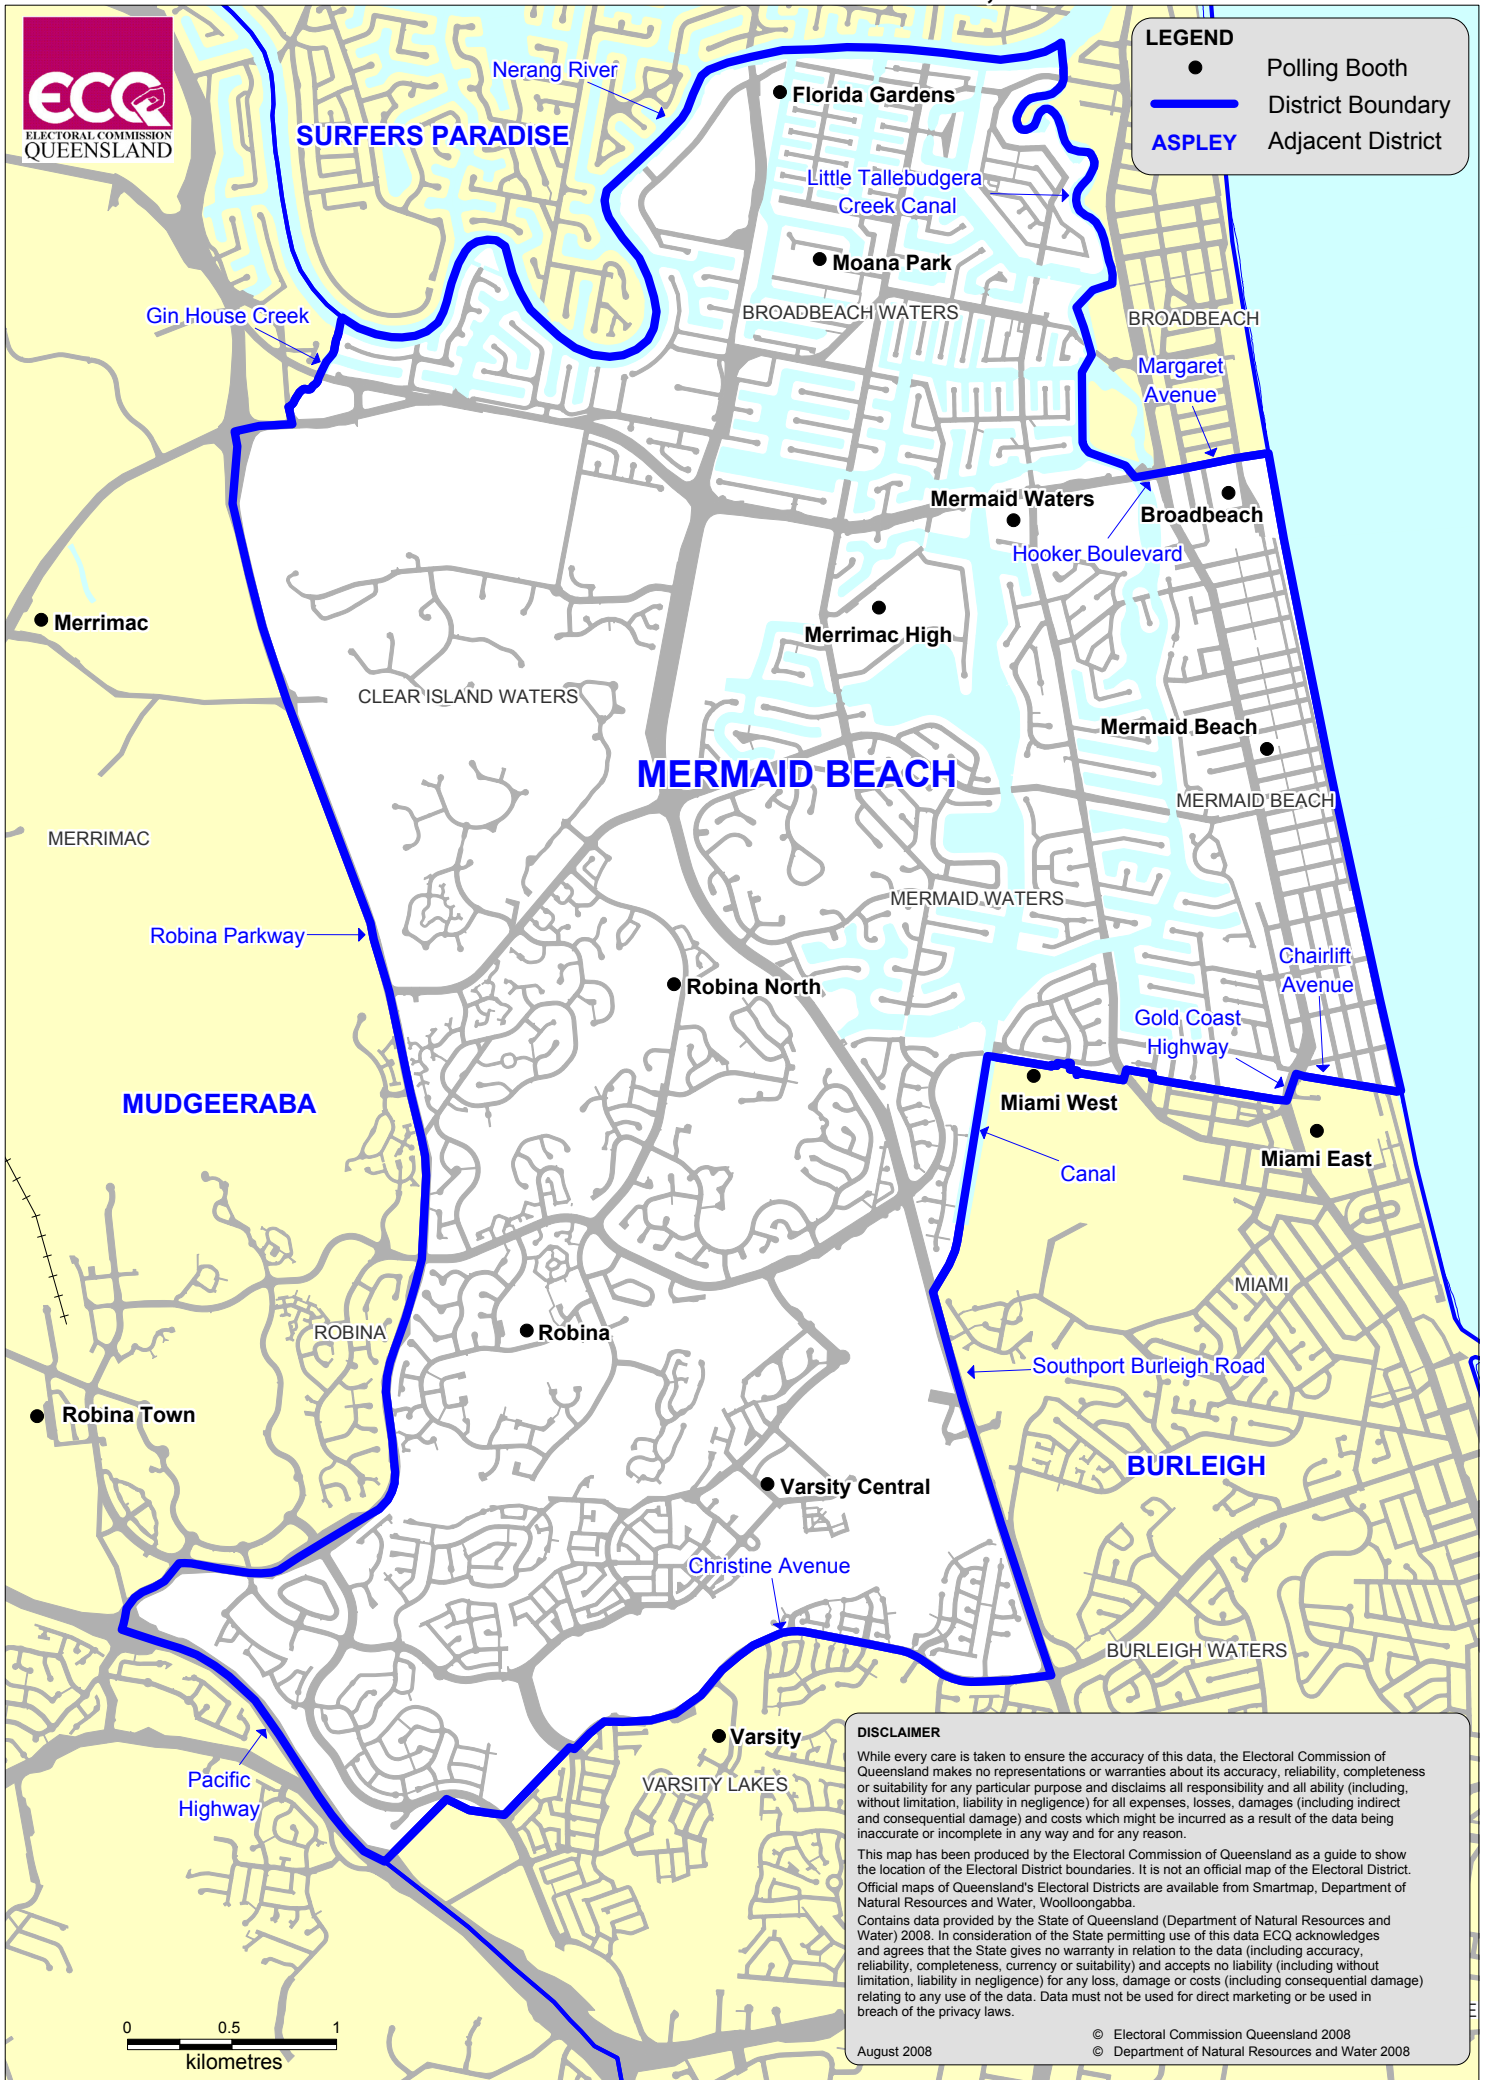 ECQ
ELECTORAL COMMISSION
QUEENSLAND
LEGEND
Polling Booth
District Boundary
ASPLEY Adjacent District
Nerang River
Florida Gardens
SURFERS PARADISE
Little Tallebudgera
Creek Canal
Moana Park
Gin House Creek
BROADBEACH WATERS
BROADBEACH
Margaret
Avenue
Mermaid Waters
Broadbeach
Hooker Boulevard
Merrimac
Merrimac High
CLEAR ISLAND WATERS
Mermaid Beach
MERMAID BEACH
MERMAID BEACH
MERRIMAC
MERMAID WATERS
Robina Parkway
Chairlift
Avenue
Robina North
Gold Coast
Highway
MUDGEERABA
Miami West
Miami East
Canal
MIAMI
ROBINA
Robina
Southport Burleigh Road
Robina Town
BURLEIGH
Varsity Central
Christine Avenue
BURLEIGH WATERS
Varsity
VARSITY LAKES
Pacific
Highway
DISCLAIMER
While every care is taken to ensure the accuracy of this data, the Electoral Commission of
Queensland makes no representations or warranties about its accuracy, reliability, completeness
or suitability for any particular purpose and disclaims all responsibility and all ability (including,
without limitation, liability in negligence) for all expenses, losses, damages (including indirect
and consequential damage) and costs which might be incurred as a result of the data being
inaccurate or incomplete in any way and for any reason.
This map has been produced by the Electoral Commission of Queensland as a guide to show
the location of the Electoral District boundaries. It is not an official map of the Electoral District.
Official maps of Queensland's Electoral Districts are available from Smartmap, Department of
Natural Resources and Water, Woolloongabba.
Contains data provided by the State of Queensland (Department of Natural Resources and
Water) 2008. In consideration of the State permitting use of this data ECQ acknowledges
and agrees that the State gives no warranty in relation to the data (including accuracy,
reliability, completeness, currency or suitability) and accepts no liability (including without
limitation, liability in negligence) for any loss, damage or costs (including consequential damage)
relating to any use of the data. Data must not be used for direct marketing or be used in
breach of the privacy laws.
© Electoral Commission Queensland 2008
August 2008 © Department of Natural Resources and Water 2008
0 0.5 1
kilometres